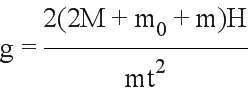 g = 2(2M + m₀ + m)H / mt²